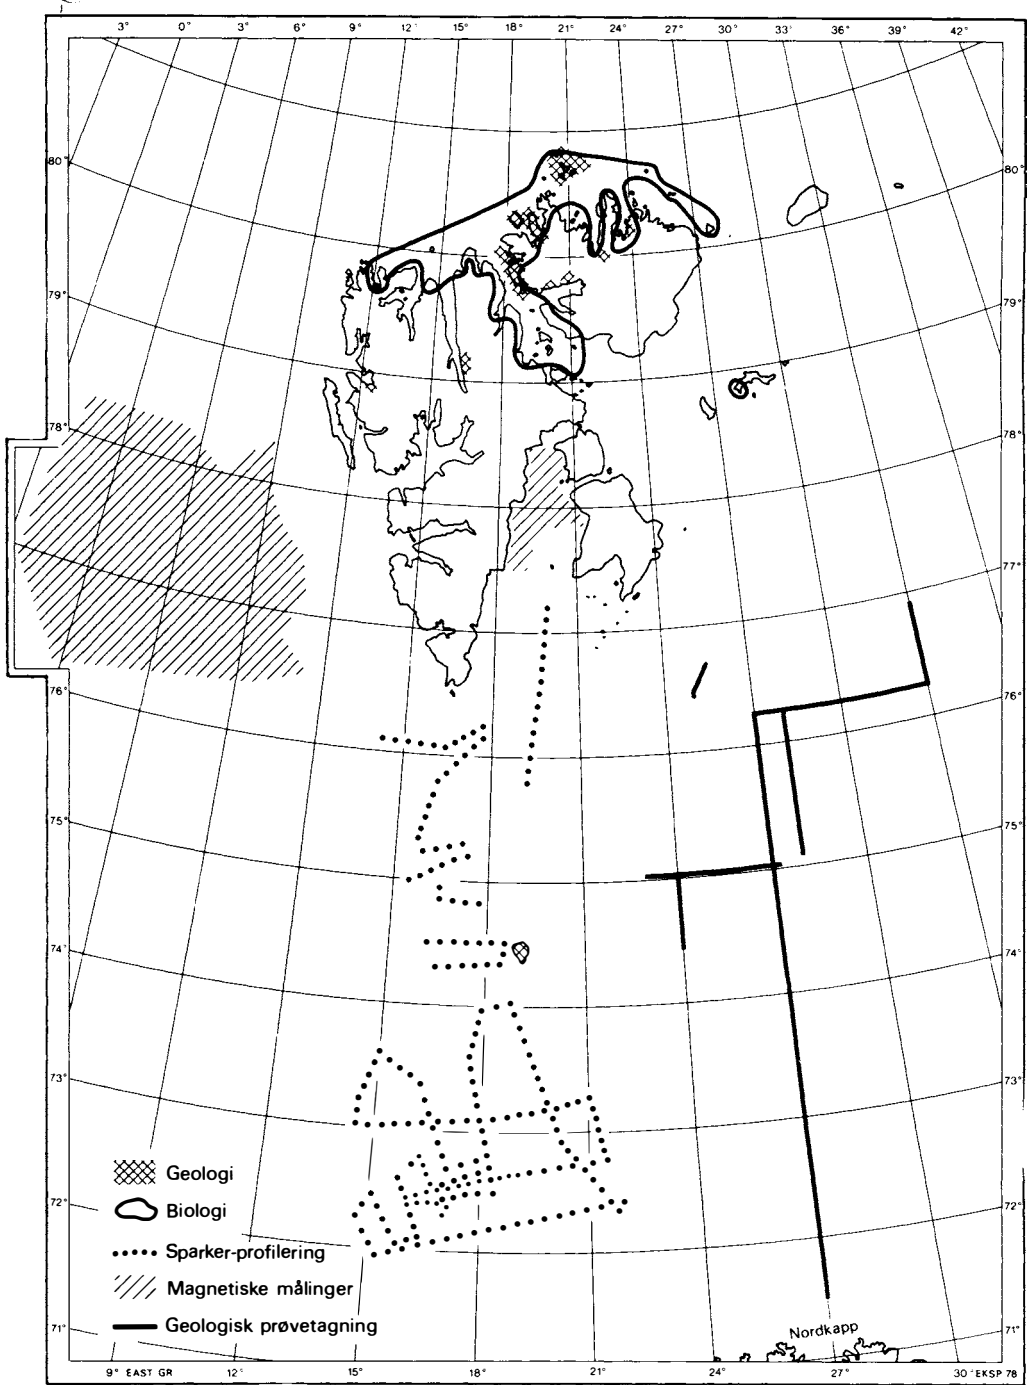 3° 0° 3° 6° 9° 12° 15° 18° 21° 24° 27° 30° 33° 36° 39° 42°
80° 80°
79° 79°
78° 78°
77°
76° 76°
75° 75°
74° 74°
73° 73°
72° 72°
71° 71°
Geologi
Biologi
Sparker-profilering
Magnetiske målinger
Geologisk prøvetagning
Nordkapp
9° EAST GR 12° 15° 18° 21° 24° 27° 30° EKSP 78